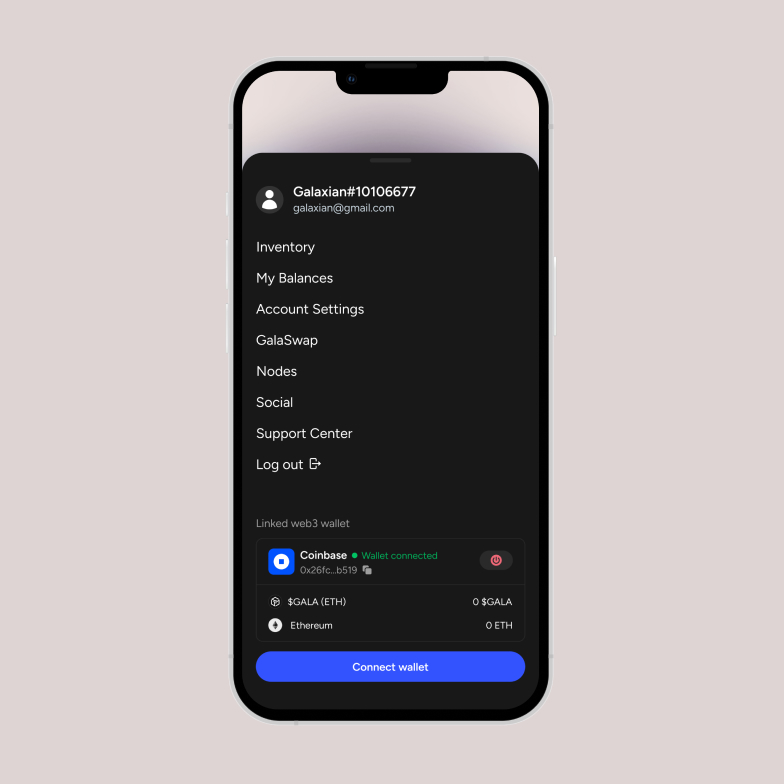 Galaxian#10106677
galaxian@gmail.com
Inventory
My Balances
Account Settings
GalaSwap
Nodes
Social
Support Center
Log out
Linked web3 wallet
Coinbase Wallet connected
0x26fc...b519
$GALA (ETH) 0 $GALA
Ethereum 0 ETH
Connect wallet